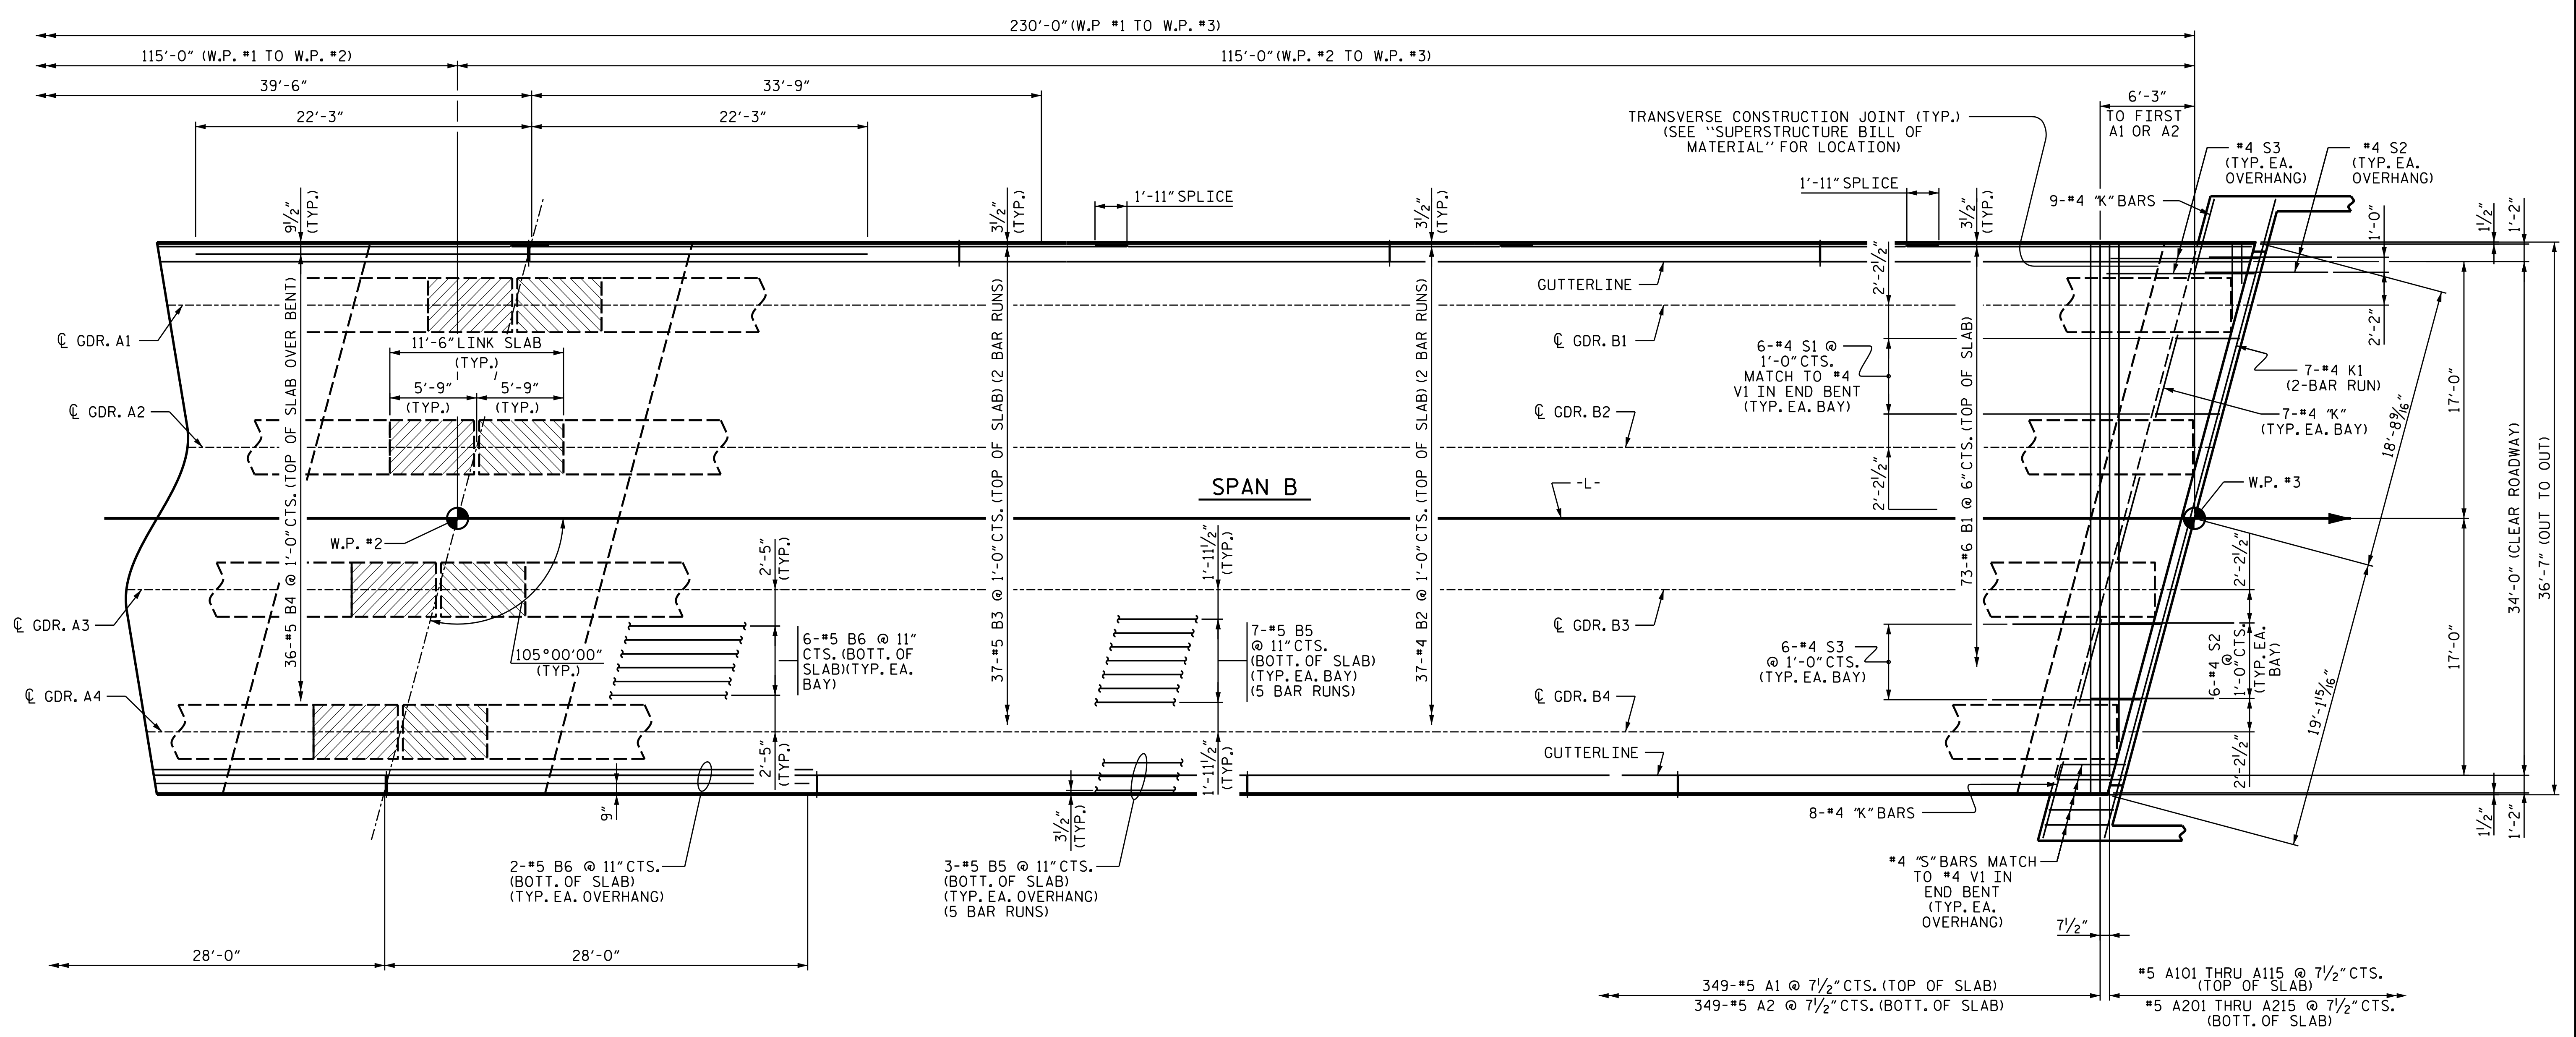 230'-0" (W.P #1 TO W.P. #3)
115'-0" (W.P. #1 TO W.P. #2)
115'-0" (W.P. #2 TO W.P. #3)
39'-6"
33'-9"
22'-3"
22'-3"
6'-3"
TO FIRST
A1 OR A2
TRANSVERSE CONSTRUCTION JOINT (TYP.)
(SEE "SUPERSTRUCTURE BILL OF
MATERIAL" FOR LOCATION)
#4 S3
(TYP. EA.
OVERHANG)
#4 S2
(TYP. EA.
OVERHANG)
9½"
(TYP.)
3½"
(TYP.)
1'-11" SPLICE
3½"
(TYP.)
1'-11" SPLICE
3½"
(TYP.)
9-#4 "K" BARS
1'-0"
1½"
1'-2"
2'-2½"
GUTTERLINE
2'-2"
℄ GDR. A1
℄ GDR. B1
11'-6" LINK SLAB
(TYP.)
5'-9"
(TYP.)
5'-9"
(TYP.)
6-#4 S1 @
1'-0" CTS.
MATCH TO #4
V1 IN END BENT
(TYP. EA. BAY)
7-#4 K1
(2-BAR RUN)
7-#4 "K"
(TYP. EA. BAY)
℄ GDR. A2
℄ GDR. B2
36-#5 B4 @ 1'-0" CTS. (TOP OF SLAB OVER BENT)
37-#5 B3 @ 1'-0" CTS. (TOP OF SLAB) (2 BAR RUNS)
37-#4 B2 @ 1'-0" CTS. (TOP OF SLAB) (2 BAR RUNS)
73-#6 B1 @ 6" CTS. (TOP OF SLAB)
2'-2½"
18'-8⁹⁄₁₆"
17'-0"
34'-0" (CLEAR ROADWAY)
36'-7" (OUT TO OUT)
SPAN B
-L-
W.P. #3
W.P. #2
2'-5"
(TYP.)
1'-11½"
(TYP.)
2'-2½"
℄ GDR. A3
℄ GDR. B3
105°00'00"
(TYP.)
6-#5 B6 @ 11"
CTS. (BOTT. OF
SLAB)(TYP. EA.
BAY)
7-#5 B5
@ 11" CTS.
(BOTT. OF SLAB)
(TYP. EA. BAY)
(5 BAR RUNS)
6-#4 S3
@ 1'-0" CTS.
(TYP. EA. BAY)
6-#4 S2
@
1'-0" CTS.
(TYP. EA.
BAY)
17'-0"
19'-1¹⁵⁄₁₆"
℄ GDR. A4
℄ GDR. B4
GUTTERLINE
2'-5"
(TYP.)
1'-11½"
(TYP.)
2'-2½"
9"
3½"
(TYP.)
8-#4 "K" BARS
1½"
1'-2"
2-#5 B6 @ 11" CTS.
(BOTT. OF SLAB)
(TYP. EA. OVERHANG)
3-#5 B5 @ 11" CTS.
(BOTT. OF SLAB)
(TYP. EA. OVERHANG)
(5 BAR RUNS)
#4 "S" BARS MATCH
TO #4 V1 IN
END BENT
(TYP. EA.
OVERHANG)
7½"
28'-0"
28'-0"
349-#5 A1 @ 7½" CTS. (TOP OF SLAB)
349-#5 A2 @ 7½" CTS. (BOTT. OF SLAB)
#5 A101 THRU A115 @ 7½" CTS.
(TOP OF SLAB)
#5 A201 THRU A215 @ 7½" CTS.
(BOTT. OF SLAB)